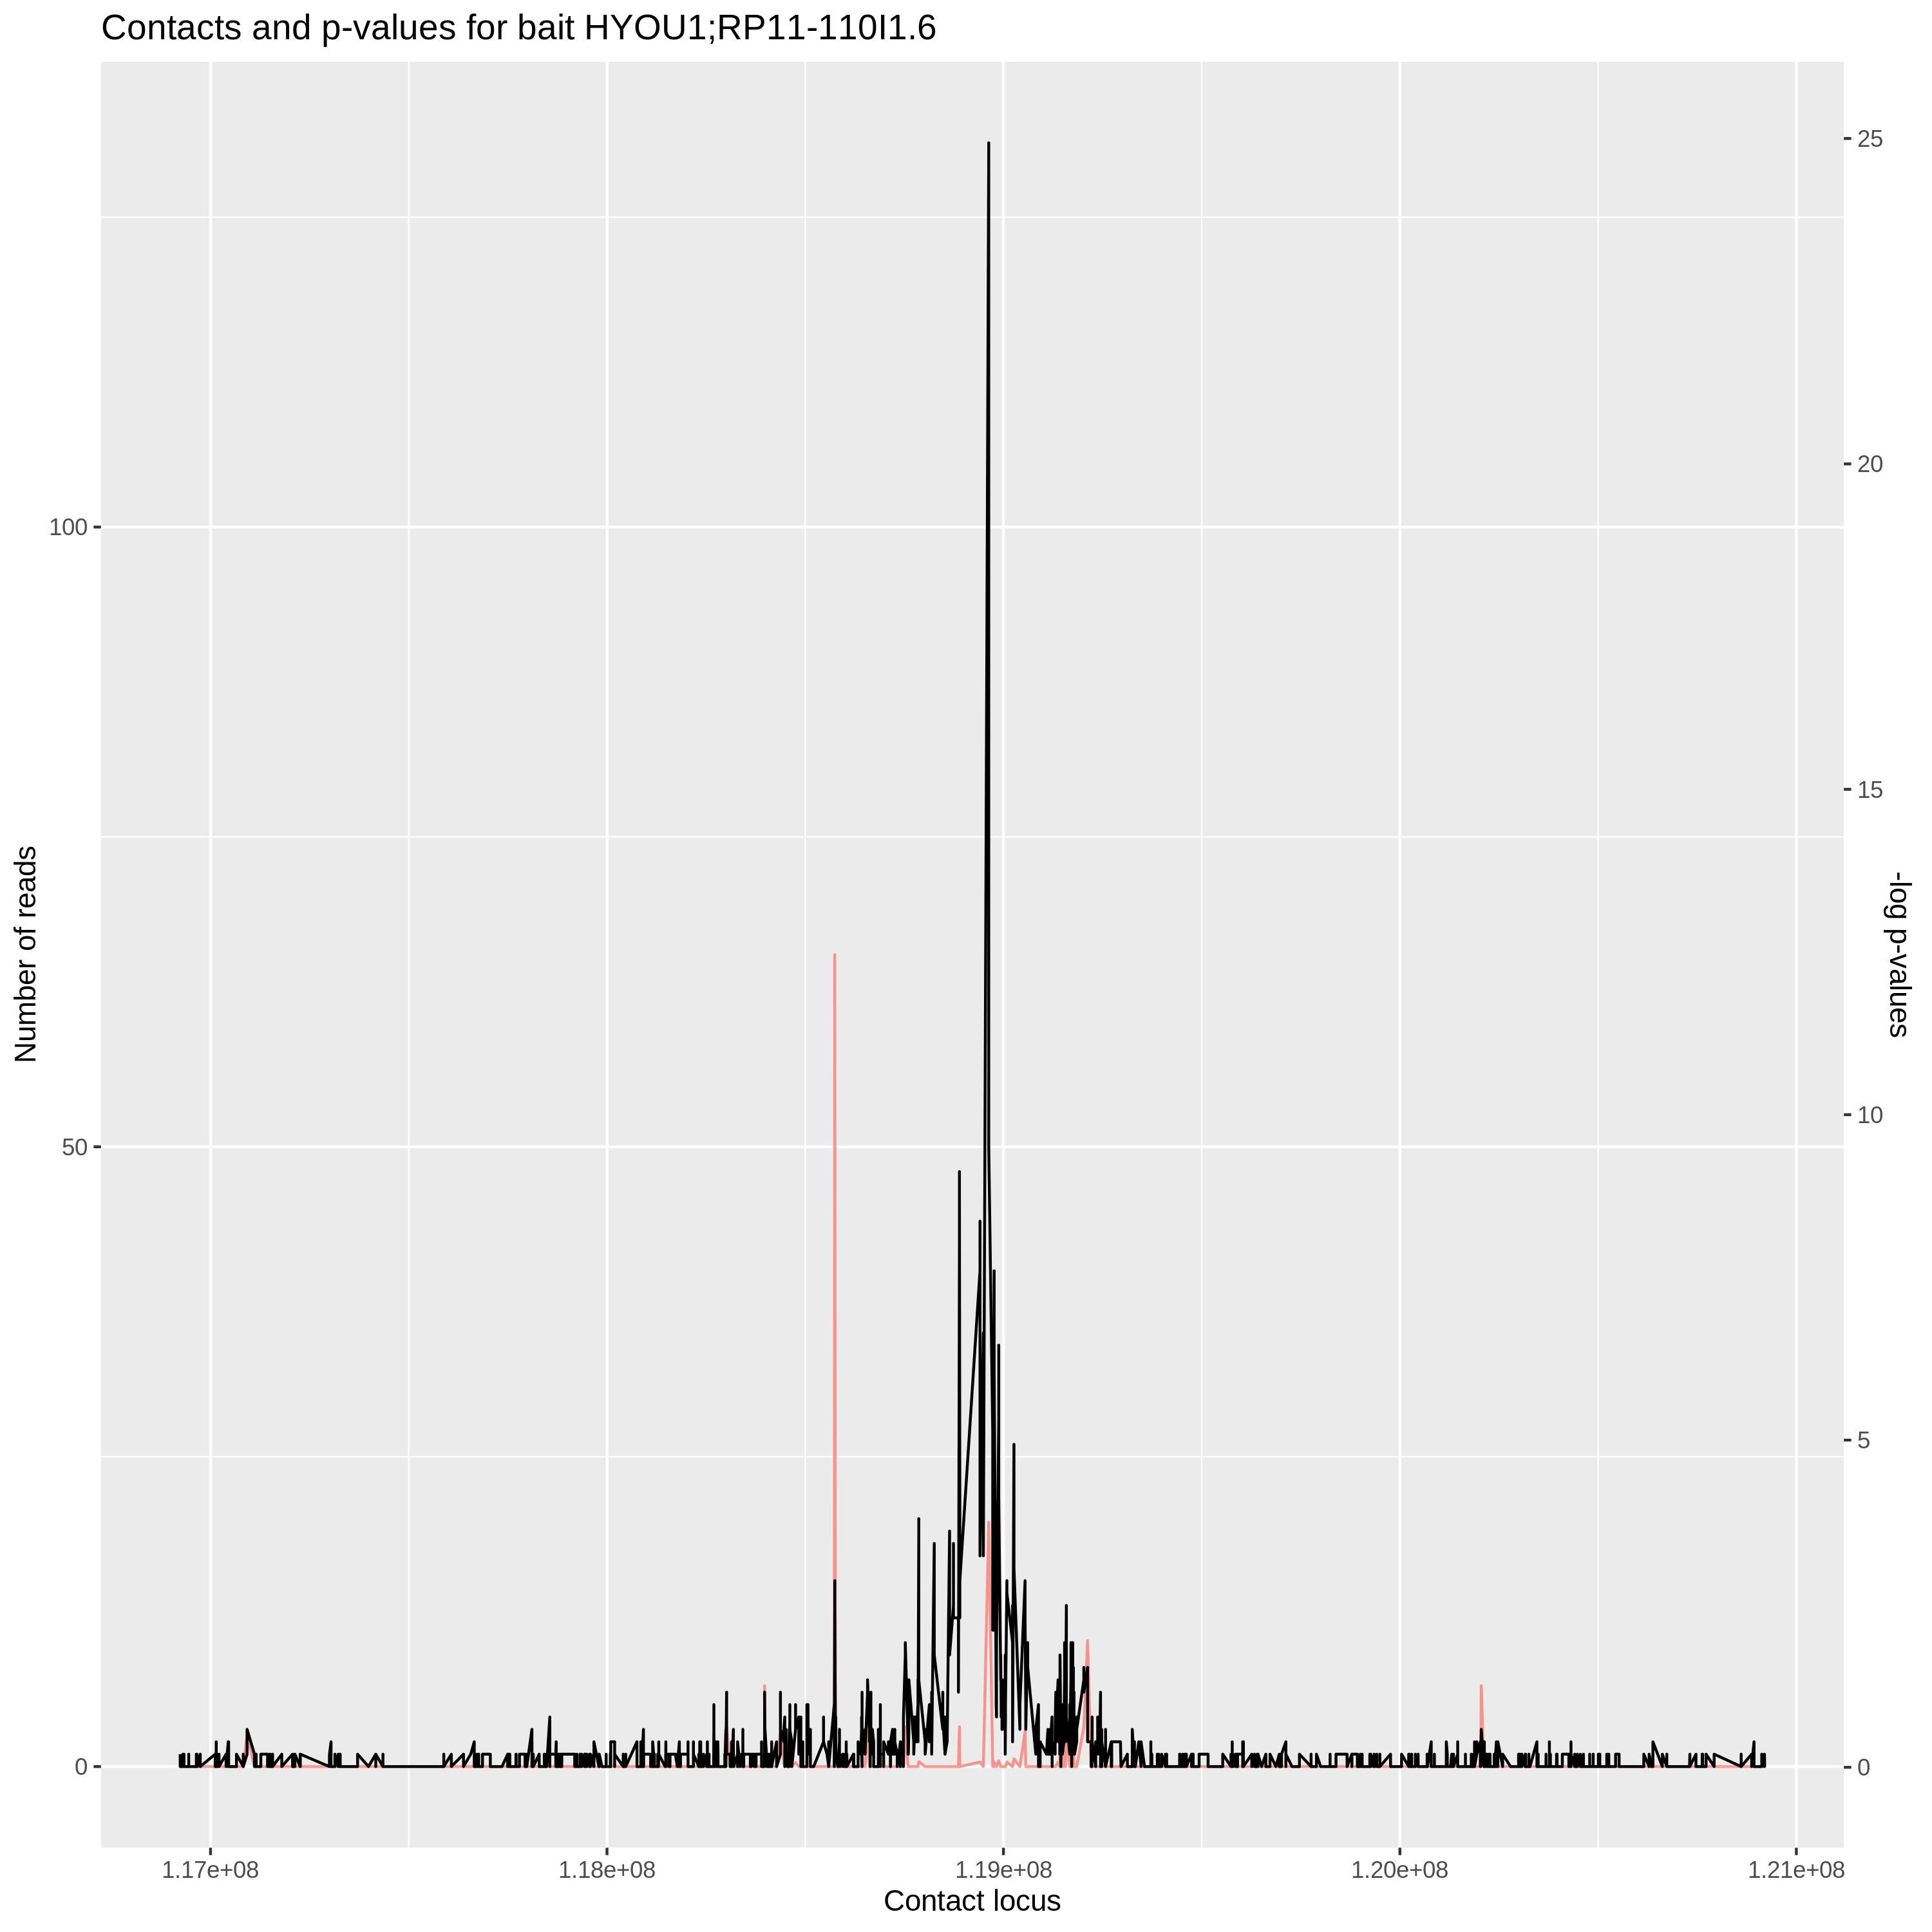 Contacts and p-values for bait HYOU1;RP11-110I1.6
Number of reads
100
50
0
25
20
15
10
5
0
-log p-values
1.17e+08
1.18e+08
1.19e+08
1.20e+08
1.21e+08
Contact locus